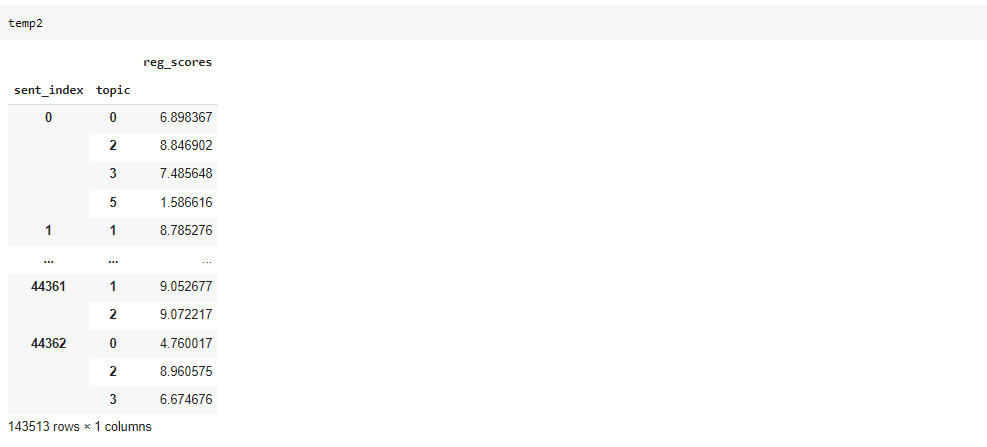 temp2
reg_scores
sent_index topic
0 0 6.898367
2 8.846902
3 7.485648
5 1.586616
1 1 8.785276
... ... ...
44361 1 9.052677
2 9.072217
44362 0 4.760017
2 8.960575
3 6.674676
143513 rows × 1 columns